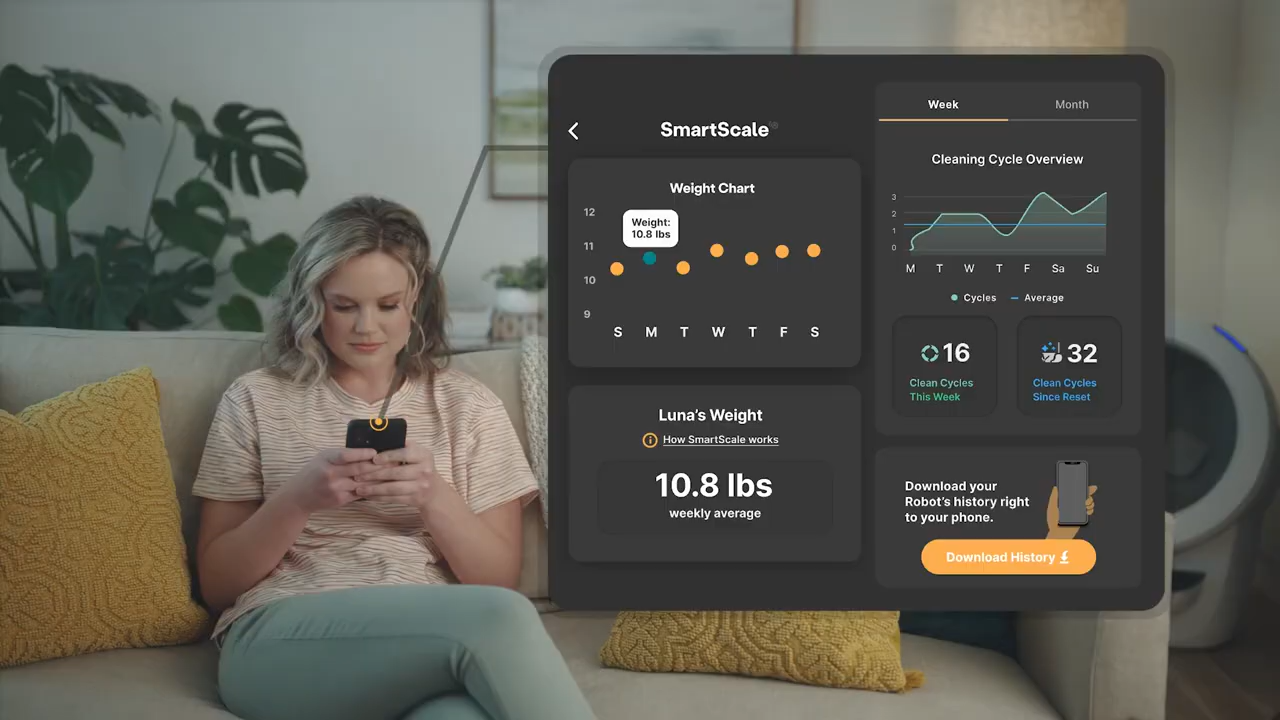 SmartScale®
Weight Chart
12
11
10
9
Weight:
10.8 lbs
S M T W T F S
Luna's Weight
How SmartScale works
10.8 lbs
weekly average
Week Month
Cleaning Cycle Overview
3
2
1
0
M T W T F Sa Su
Cycles Average
16
Clean Cycles
This Week
32
Clean Cycles
Since Reset
Download your
Robot's history right
to your phone.
Download History